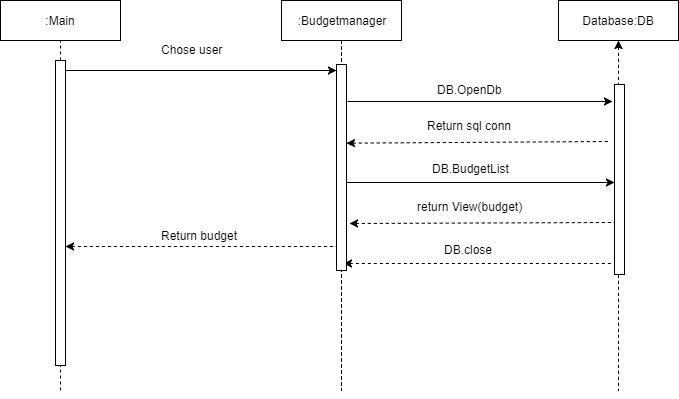 :Main
:Budgetmanager
Database:DB
Chose user
DB.OpenDb
Return sql conn
DB.BudgetList
return View(budget)
Return budget
DB.close